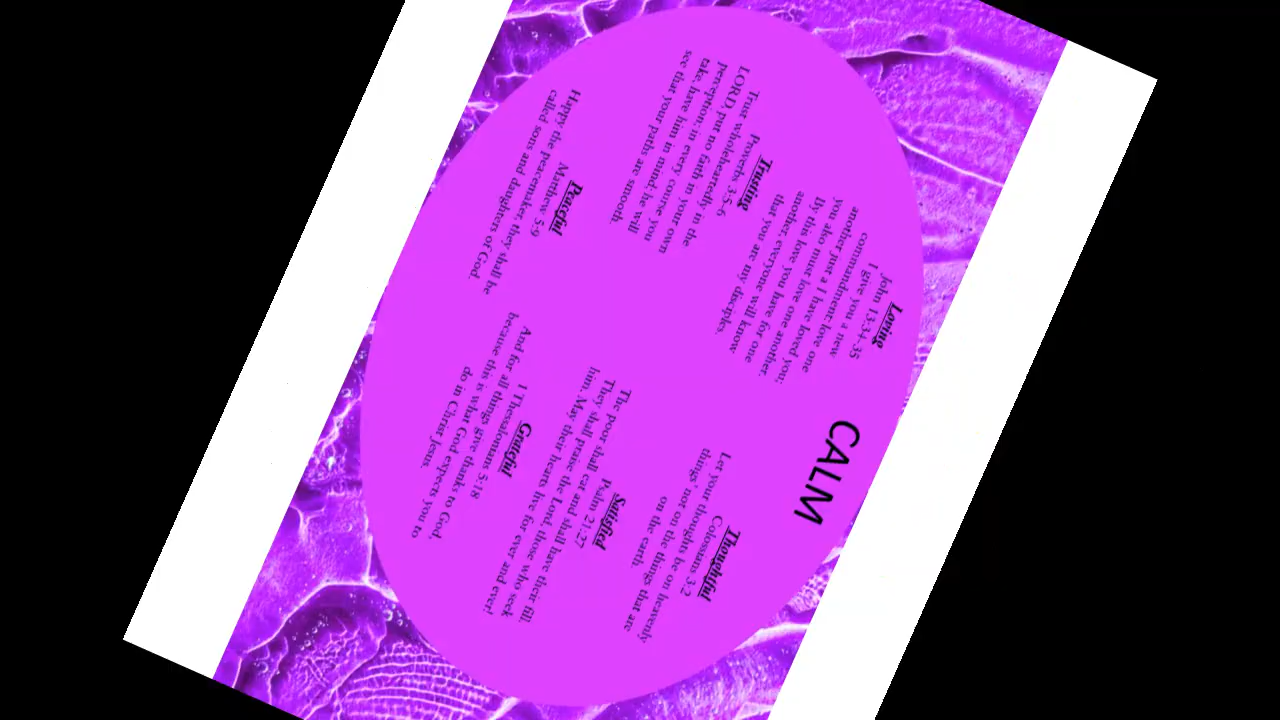 CALM
Loving
John 13:34-35
I give you a new
commandment: love one
another just a I have loved you;
you also must love one another.
By this love you have for one
another, everyone will know
that you are my disciples.
Trusting
Proverbs 3:5-6
Trust wholeheartedly in the
LORD, put no faith in your own
perception; in every course you
take, have him in mind: he will
see that your paths are smooth.
Peaceful
Matthew 5:9
Happy the peacemaker, they shall be
called sons and daughters of God.
Thoughtful
Colossians 3:2
Let your thoughts be on heavenly
things' not on the things that are
on the earth.
Satisfied
Psalm 21:27
The poor shall eat and shall have their fill.
They shall praise the Lord, those who seek
him. May their hearts live for ever and ever!
Grateful
1 Thessalonians 5:18
And for all things give thanks to God,
because this is what God expects you to
do in Christ Jesus.